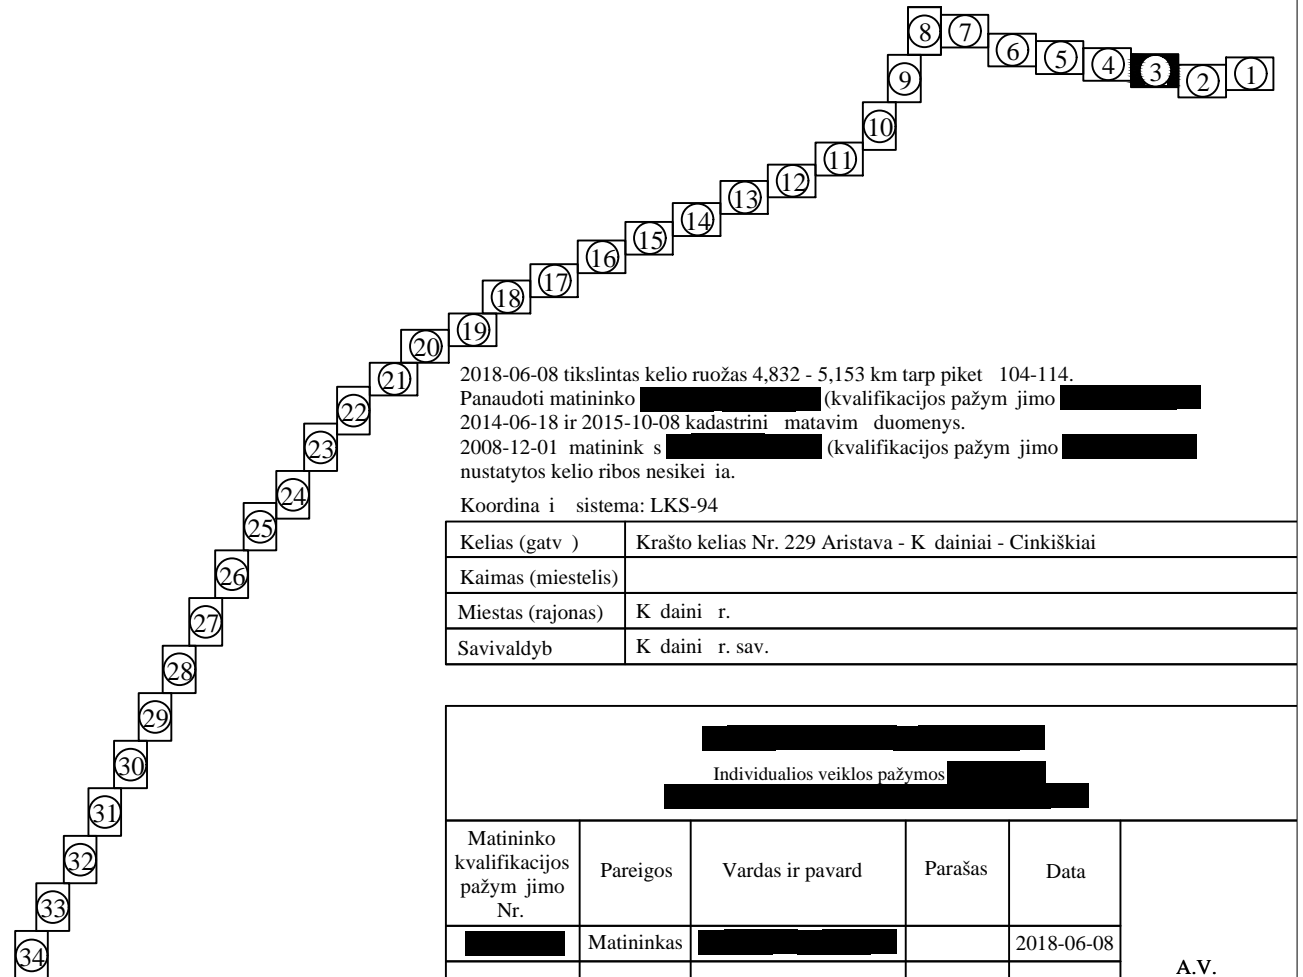 8
7
6
5
4
3
2
1
9
10
11
12
13
14
15
16
17
18
19
20
21
22
23
24
25
26
27
28
29
30
31
32
33
34
2018-06-08 tikslintas kelio ruožas 4,832 - 5,153 km tarp piket 104-114.
Panaudoti matininko (kvalifikacijos pažym jimo
2014-06-18 ir 2015-10-08 kadastrini matavim duomenys.
2008-12-01 matinink s (kvalifikacijos pažym jimo
nustatytos kelio ribos nesikei ia.
Koordina i sistema: LKS-94
Kelias (gatv ) Krašto kelias Nr. 229 Aristava - K dainiai - Cinkiškiai
Kaimas (miestelis)
Miestas (rajonas) K daini r.
Savivaldyb K daini r. sav.
Individualios veiklos pažymos
Matininko
kvalifikacijos
pažym jimo
Nr.
Pareigos
Vardas ir pavard
Parašas
Data
Matininkas 2018-06-08
A.V.